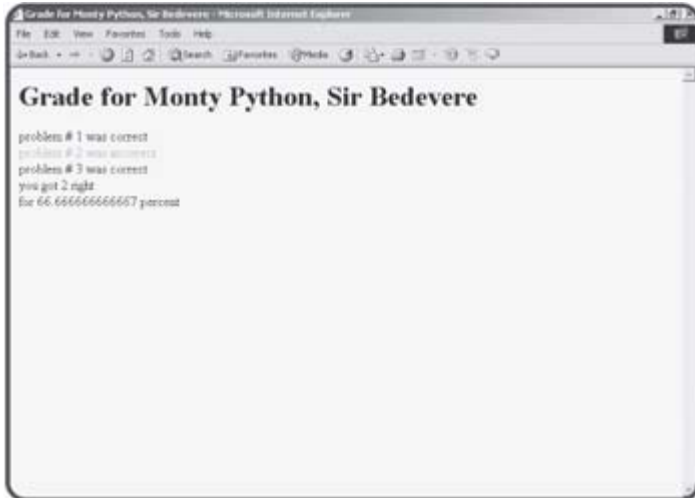 Grade for Monty Python, Sir Bedevere - Microsoft Internet Explorer
File Edit View Favorites Tools Help
Back Search Favorites Media
Grade for Monty Python, Sir Bedevere
problem # 1 was correct
problem # 2 was incorrect
problem # 3 was correct
you got 2 right
for 66.666666666667 percent